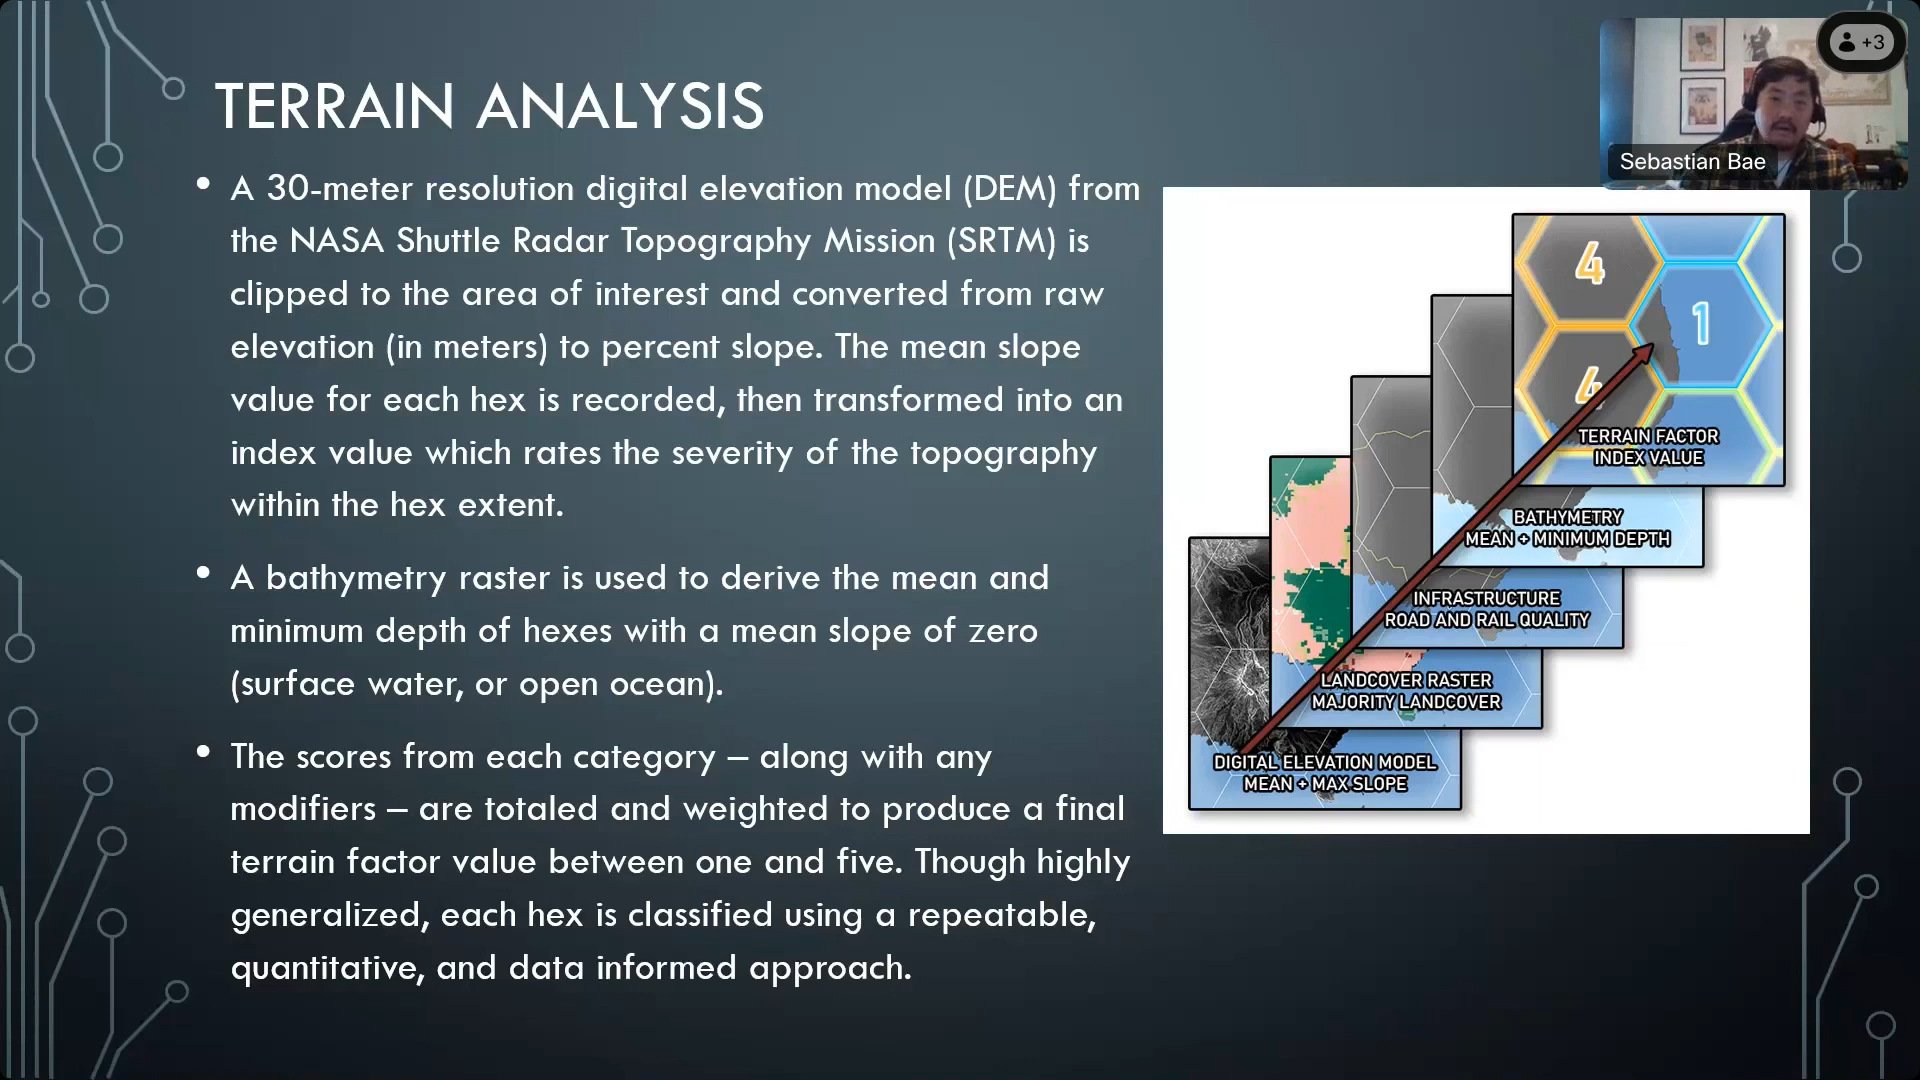 TERRAIN ANALYSIS
• A 30-meter resolution digital elevation model (DEM) from
the NASA Shuttle Radar Topography Mission (SRTM) is
clipped to the area of interest and converted from raw
elevation (in meters) to percent slope. The mean slope
value for each hex is recorded, then transformed into an
index value which rates the severity of the topography
within the hex extent.
• A bathymetry raster is used to derive the mean and
minimum depth of hexes with a mean slope of zero
(surface water, or open ocean).
• The scores from each category – along with any
modifiers – are totaled and weighted to produce a final
terrain factor value between one and five. Though highly
generalized, each hex is classified using a repeatable,
quantitative, and data informed approach.
+3
Sebastian Bae
4
1
4
TERRAIN FACTOR
INDEX VALUE
BATHYMETRY
MEAN + MINIMUM DEPTH
INFRASTRUCTURE
ROAD AND RAIL QUALITY
LANDCOVER RASTER
MAJORITY LANDCOVER
DIGITAL ELEVATION MODEL
MEAN + MAX SLOPE